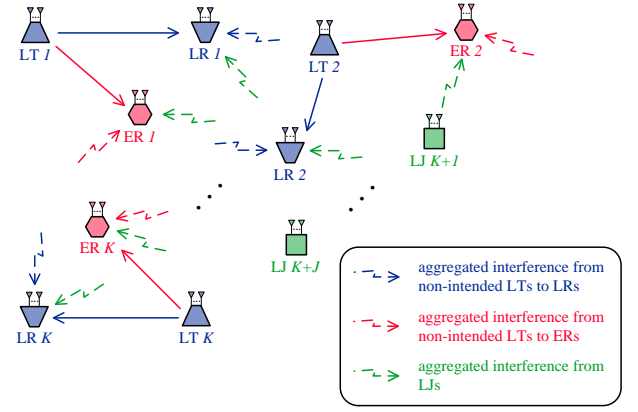 LT 1
LR 1
LT 2
ER 2
ER 1
LR 2
LJ K+1
ER K
LJ K+J
LR K
LT K
aggregated interference from
non-intended LTs to LRs
aggregated interference from
non-intended LTs to ERs
aggregated interference from
LJs